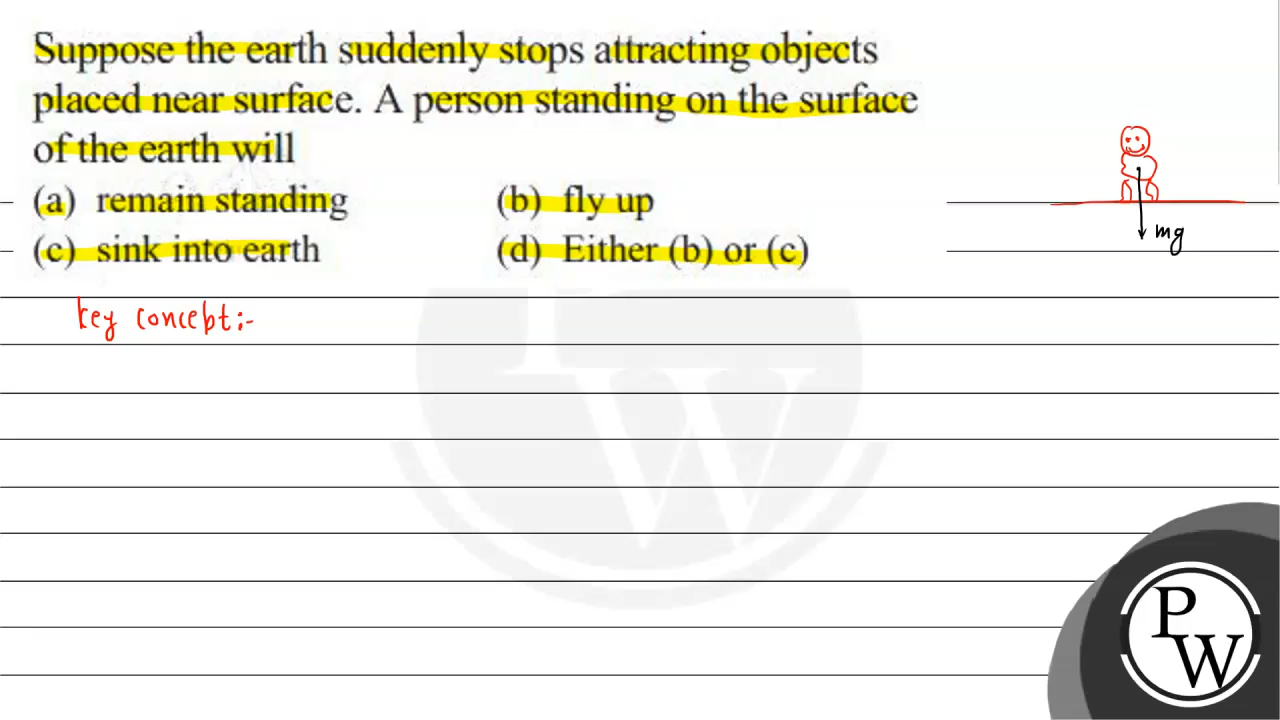 Suppose the earth suddenly stops attracting objects
placed near surface. A person standing on the surface
of the earth will
(a) remain standing (b) fly up
(c) sink into earth (d) Either (b) or (c)
mg
key concept:-
W
P
W